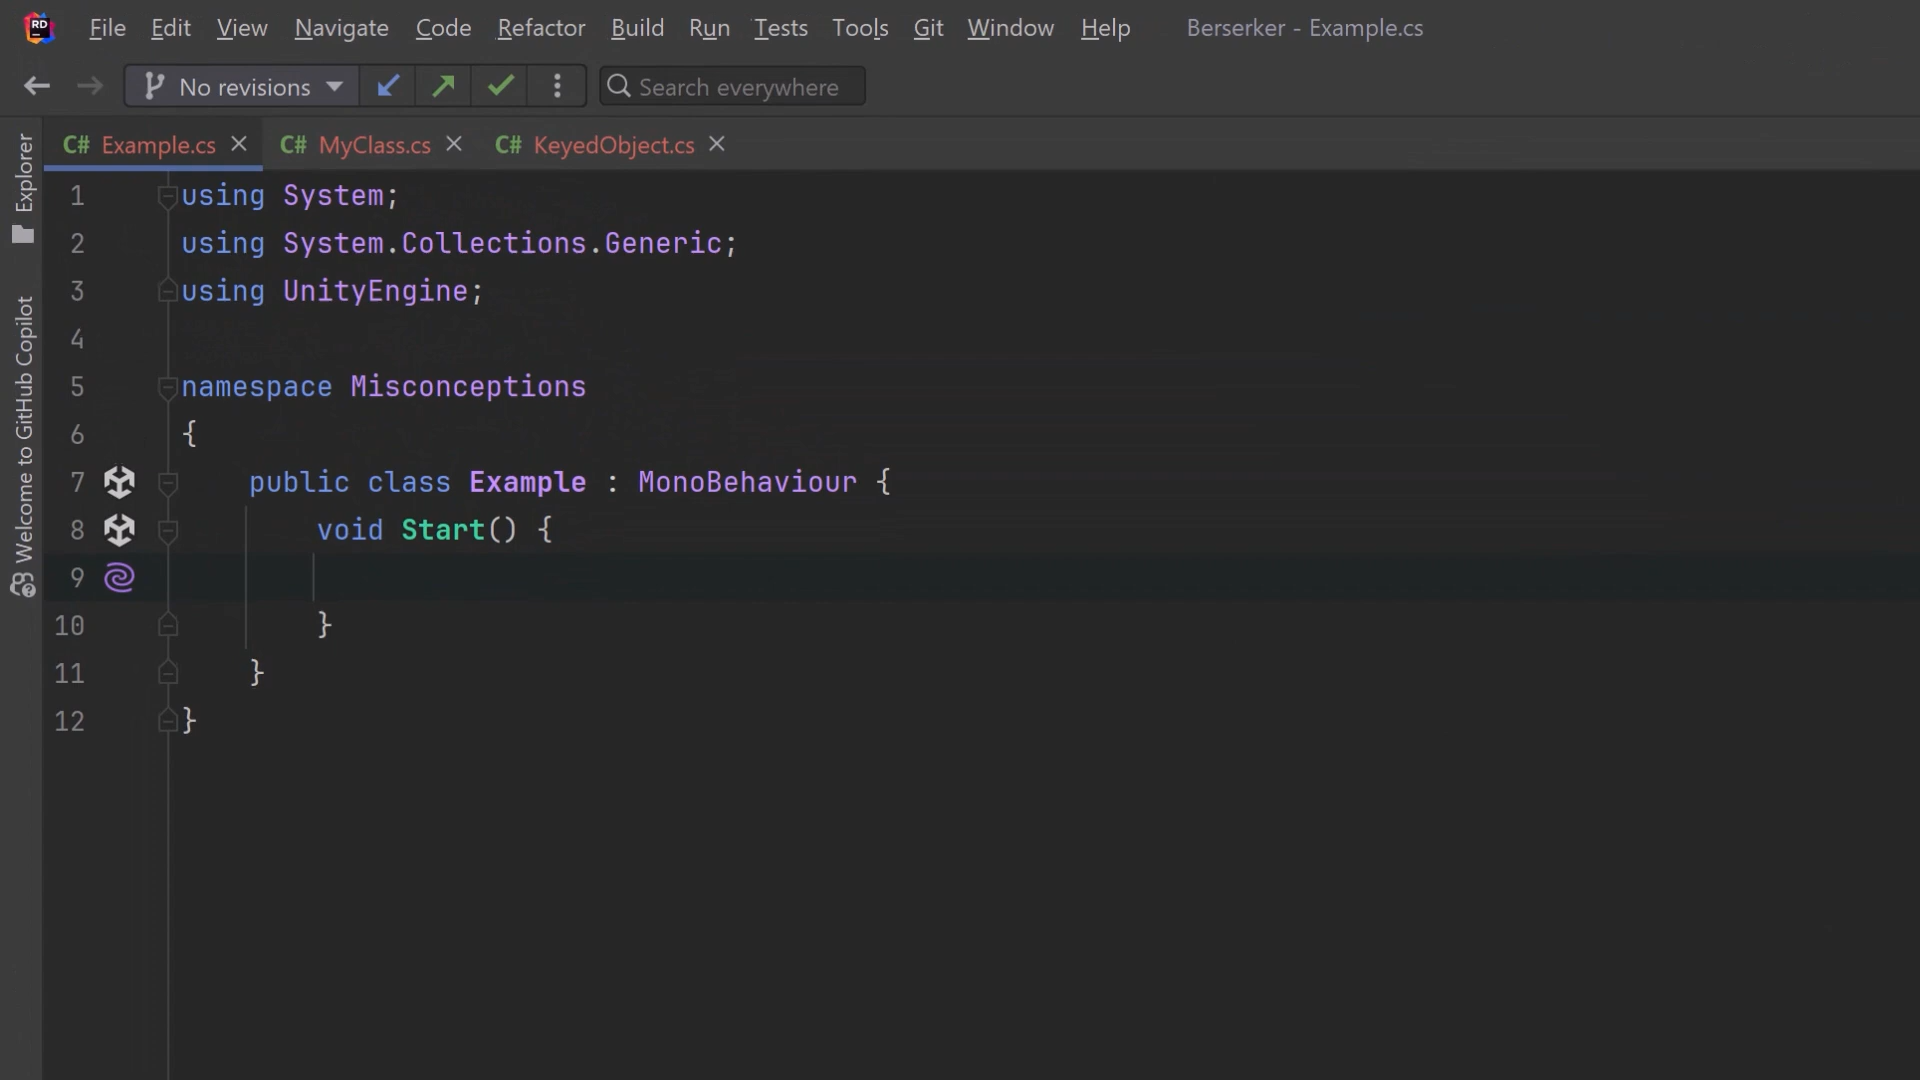 RD File Edit View Navigate Code Refactor Build Run Tests Tools Git Window Help Berserker - Example.cs
No revisions Search everywhere
Explorer
Welcome to GitHub Copilot
C# Example.cs C# MyClass.cs C# KeyedObject.cs
1 using System;
2 using System.Collections.Generic;
3 using UnityEngine;
4
5 namespace Misconceptions
6 {
7 public class Example : MonoBehaviour {
8 void Start() {
9
10 }
11 }
12 }